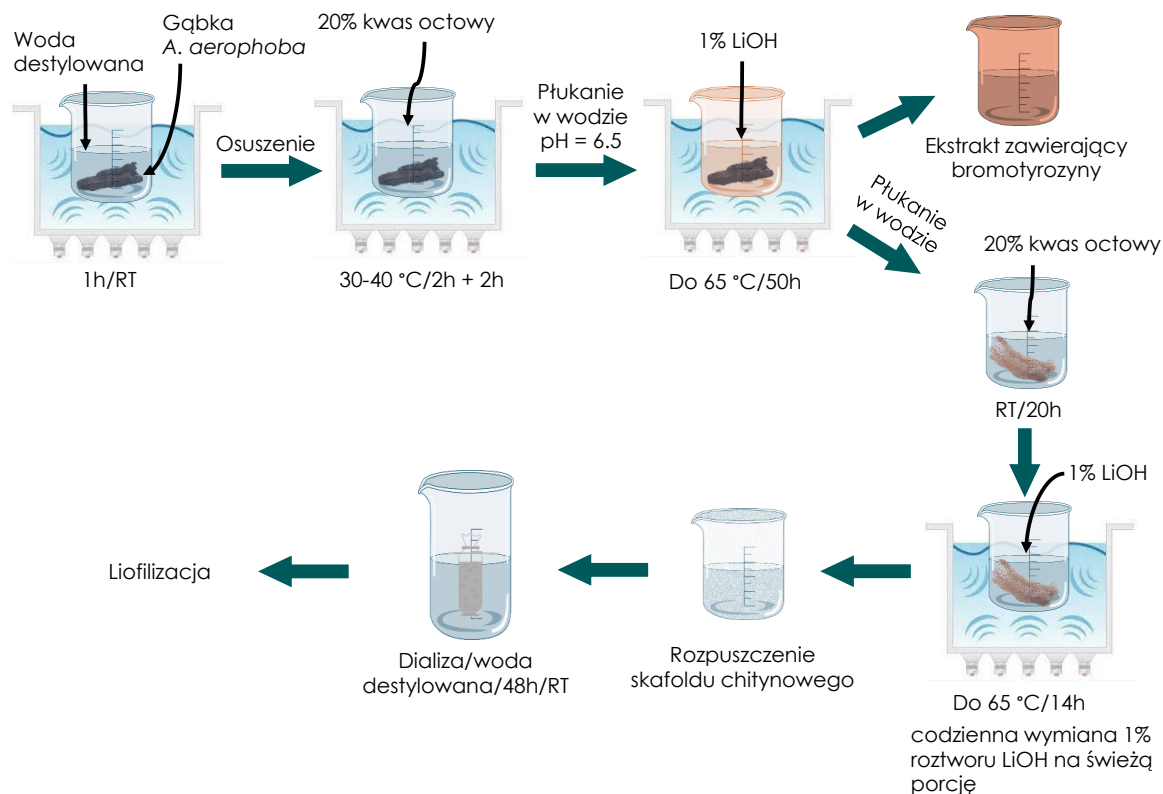 Woda
destylowana
Gąbka
A. aerophoba
1h/RT
Osuszenie
20% kwas octowy
30-40 °C/2h + 2h
Płukanie
w wodzie
pH = 6.5
1% LiOH
Do 65 °C/50h
Ekstrakt zawierający
bromotyrozyny
Płukanie
w wodzie
20% kwas octowy
RT/20h
1% LiOH
Do 65 °C/14h
codzienna wymiana 1%
roztworu LiOH na świeżą
porcję
Rozpuszczenie
skafoldu chitynowego
Dializa/woda
destylowana/48h/RT
Liofilizacja